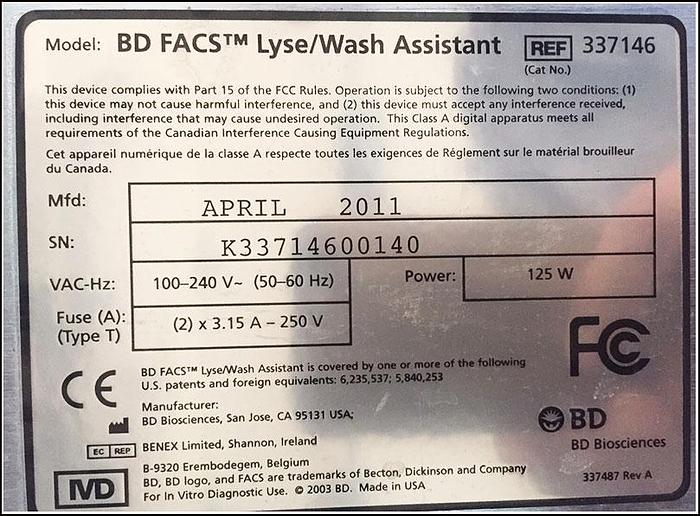 Model: BD FACS™ Lyse/Wash Assistant REF 337146
(Cat No.)
This device complies with Part 15 of the FCC Rules. Operation is subject to the following two conditions: (1)
this device may not cause harmful interference, and (2) this device must accept any interference received,
including interference that may cause undesired operation. This Class A digital apparatus meets all
requirements of the Canadian Interference Causing Equipment Regulations.
Cet appareil numérique de la classe A respecte toutes les exigences de Réglement sur le matérial brouilleur
du Canada.
Mfd: APRIL 2011
SN: K33714600140
VAC-Hz: 100–240 V~ (50–60 Hz) Power: 125 W
Fuse (A): (2) x 3.15 A – 250 V
(Type T)
FC
CE
BD FACS™ Lyse/Wash Assistant is covered by one or more of the following
U.S. patents and foreign equivalents: 6,235,537; 5,840,253
Manufacturer:
BD Biosciences, San Jose, CA 95131 USA;
BD
BD Biosciences
EC REP BENEX Limited, Shannon, Ireland
B-9320 Erembodegem, Belgium
IVD BD, BD logo, and FACS are trademarks of Becton, Dickinson and Company
For In Vitro Diagnostic Use. © 2003 BD. Made in USA
337487 Rev A